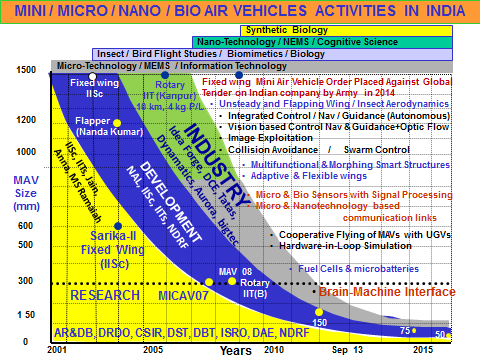 MINI / MICRO / NANO / BIO AIR VEHICLES ACTIVITIES IN INDIA
Synthetic Biology
Nano-Technology / NEMS / Cognitive Science
Insect / Bird Flight Studies / Biomimetics / Biology
Micro-Technology / MEMS / Information Technology
1500
1200
1000
MAV
Size
(mm)
600
500
300
1 50
0
Fixed wing
IISc
Flapper
(Nanda Kumar)
IISc, IITs, Jain,
Anna, MS Ramaiah
Sarika-II
Fixed Wing
(IISc)
Rotary
IIT (Kanpur)
10 km, 4 kg P/L
INDUSTRY
Idea Forge, DCE, Tatas,
Dynamatics, Aurora, bigtec
DEVELOPMENT
NAL, IISc, IITs, NDRF
RESEARCH
MICAV07
MAV 08
Rotary
IIT(B)
Fixed wing Mini Air Vehicle Order Placed Against Global
Tender on Indian company by Army in 2014
• Unsteady and Flapping Wing / Insect Aerodynamics
• Integrated Control / Nav / Guidance (Autonomous)
• Vision based Control Nav & Guidance+Optic Flow
• Image Exploitation
• Collision Avoidance / Swarm Control
• Multifunctional & Morphing Smart Structures
• Adaptive & Flexible wings
• Micro & Bio Sensors with Signal Processing
• Micro & Nanotechnology based
communication links
• Cooperative Flying of MAVs with UGVs
• Hardware-in-Loop Simulation
• Fuel Cells & microbatteries
• Brain-Machine Interface
150
75
50
AR&DB, DRDO, CSIR, DST, DBT, ISRO, DAE, NDRF
2001
2005
Years
2010
Sep 13
2015